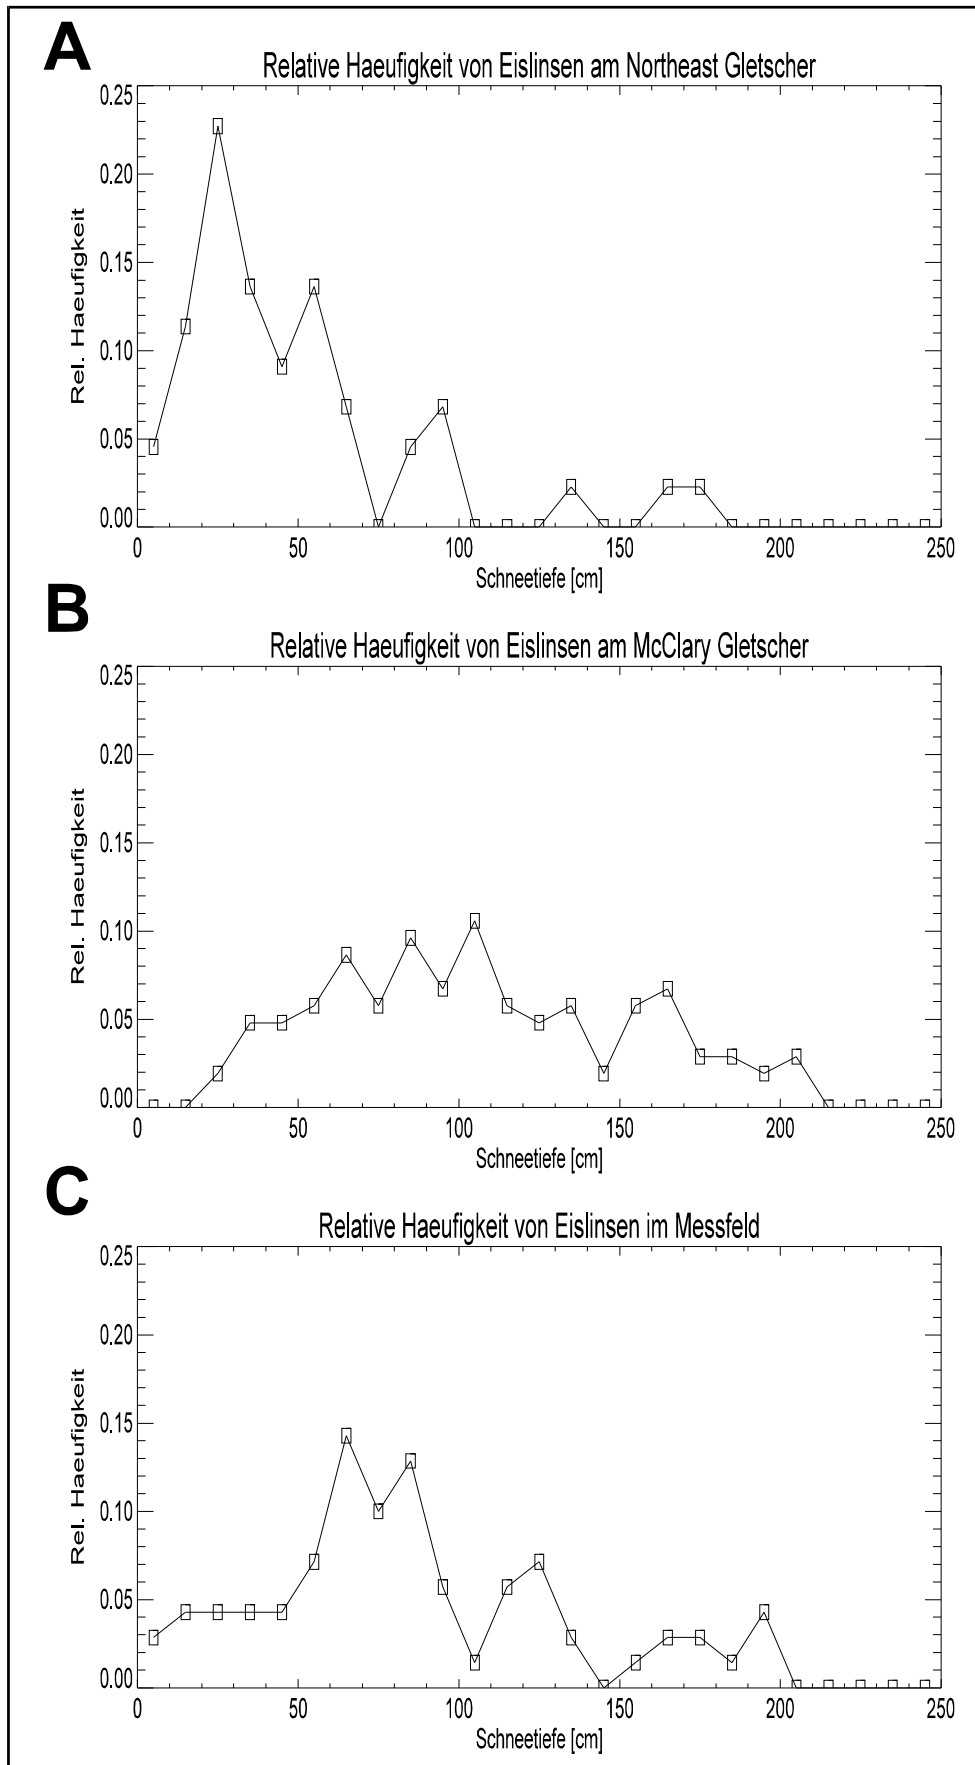 A
Relative Haeufigkeit von Eislinsen am Northeast Gletscher
0.25
0.20
0.15
0.10
0.05
0.00
Rel. Haeufigkeit
0 50 100 150 200 250
Schneetiefe [cm]
B
Relative Haeufigkeit von Eislinsen am McClary Gletscher
0.25
0.20
0.15
0.10
0.05
0.00
Rel. Haeufigkeit
0 50 100 150 200 250
Schneetiefe [cm]
C
Relative Haeufigkeit von Eislinsen im Messfeld
0.25
0.20
0.15
0.10
0.05
0.00
Rel. Haeufigkeit
0 50 100 150 200 250
Schneetiefe [cm]